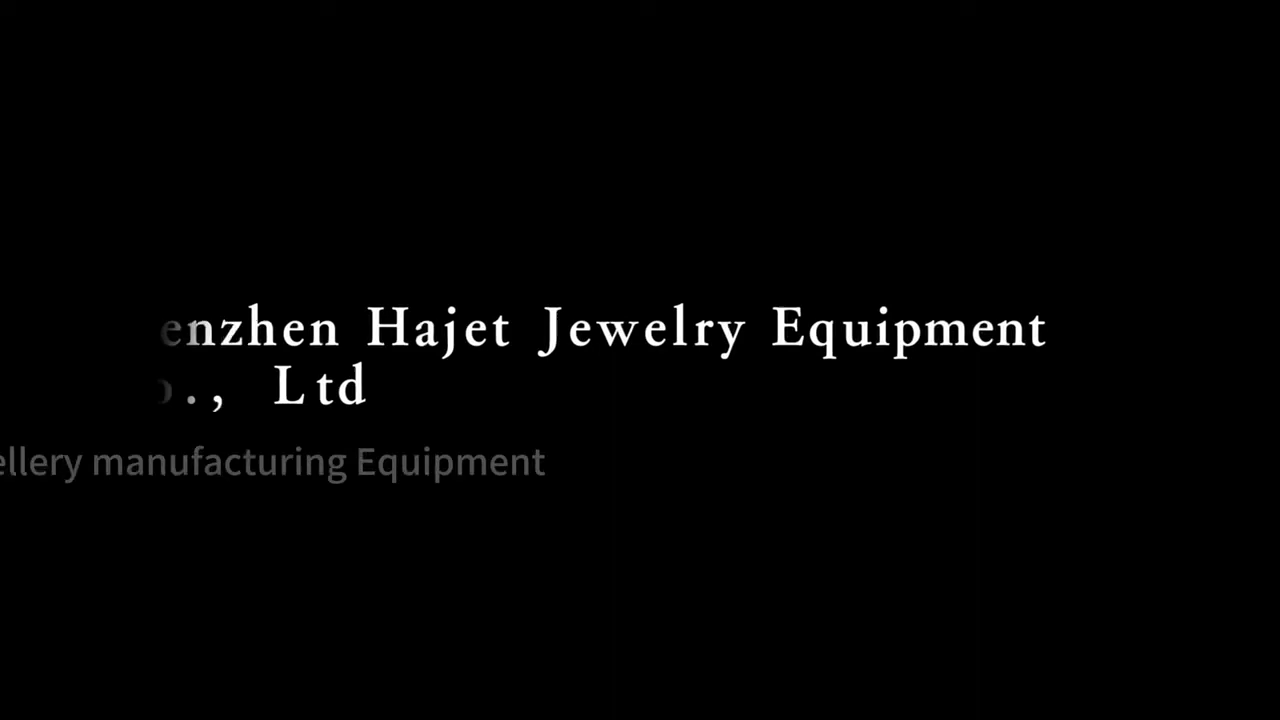 enzhen Hajet Jewelry Equipment
o., Ltd
ellery manufacturing Equipment